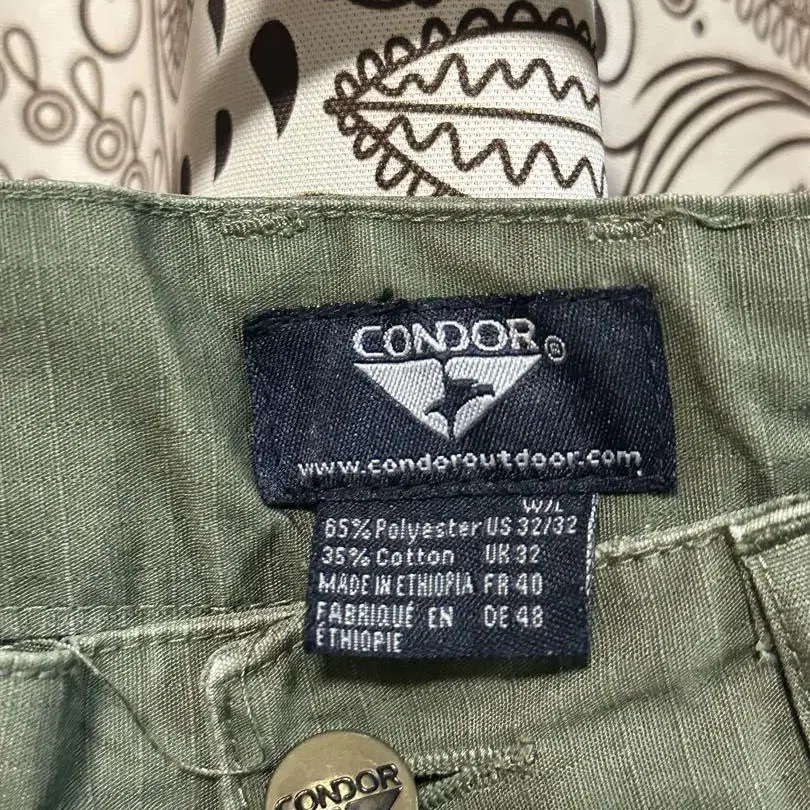 CONDOR®
www.condoroutdoor.com
W/L
65% Polyester US 32/32
35% Cotton UK 32
MADE IN ETHIOPIA FR 40
FABRIQUÉ EN DE 48
ÉTHIOPIE
CONDOR